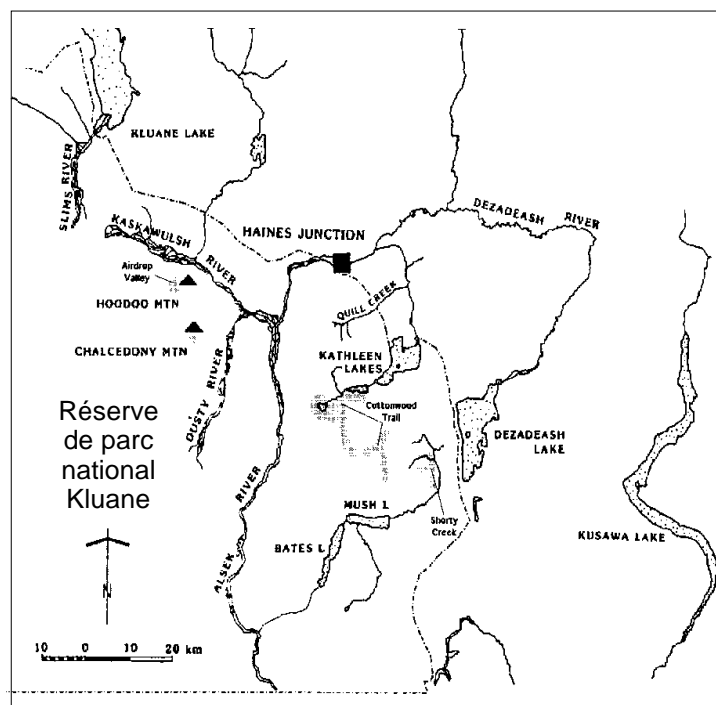 KLUANE LAKE
SLIMS RIVER
KASKAWULSH
RIVER
HAINES JUNCTION
DEZADEASH
RIVER
Airdrop
Valley
HOODOO MTN
QUILL CREEK
CHALCEDONY MTN
KATHLEEN
LAKES
DUSTY RIVER
Cottonwood
Trail
Réserve
de parc
national
Kluane
DEZADEASH
LAKE
ALSEK
RIVER
MUSH L
Shorty
Creek
BATES L
KUSAWA LAKE
N
10 0 10 20 km